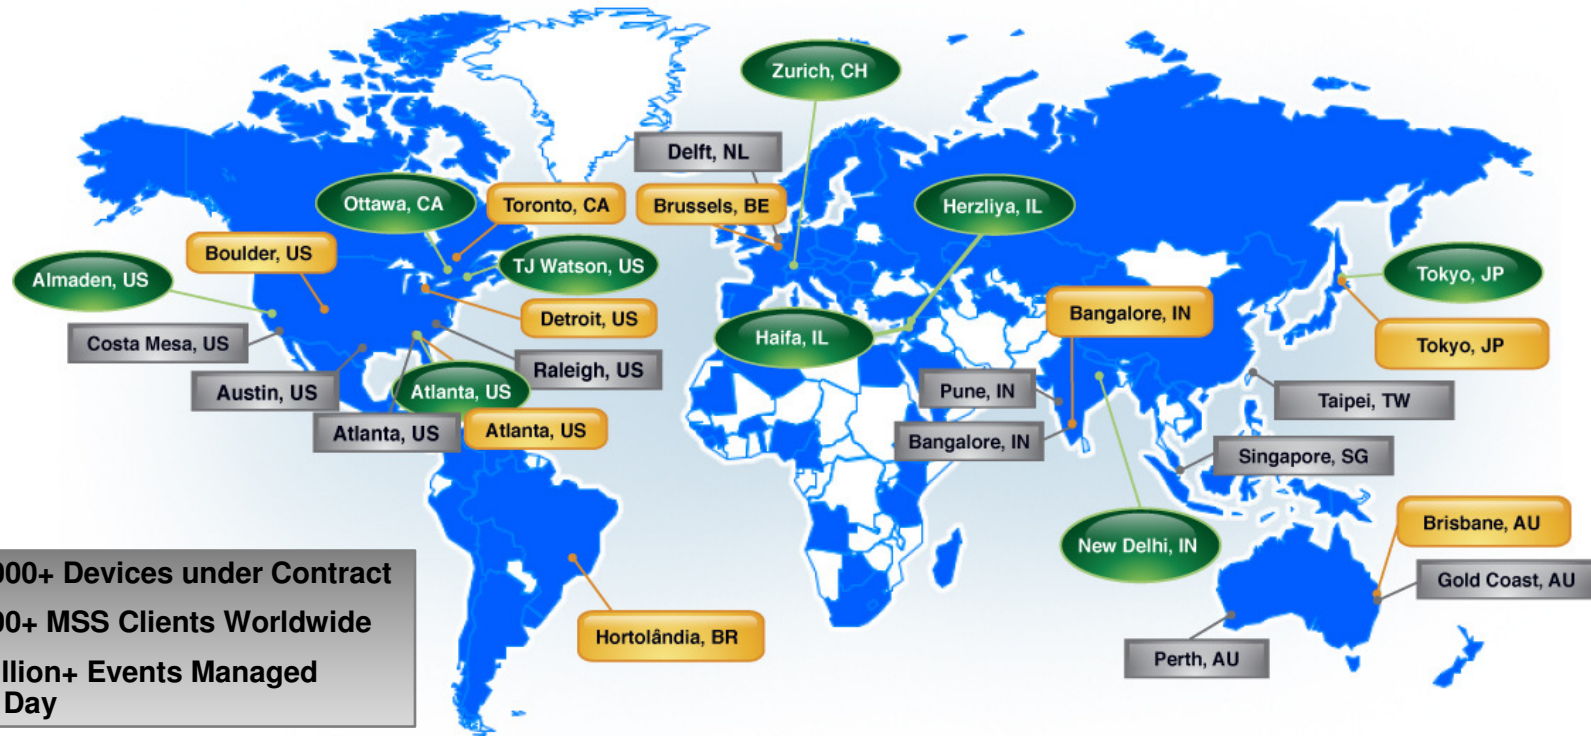 Zurich, CH
Delft, NL
Ottawa, CA
Toronto, CA
Brussels, BE
Herzliya, IL
Boulder, US
TJ Watson, US
Almaden, US
Tokyo, JP
Detroit, US
Bangalore, IN
Costa Mesa, US
Haifa, IL
Tokyo, JP
Raleigh, US
Austin, US
Atlanta, US
Pune, IN
Taipei, TW
Atlanta, US
Atlanta, US
Bangalore, IN
Singapore, SG
Brisbane, AU
New Delhi, IN
000+ Devices under Contract
Gold Coast, AU
00+ MSS Clients Worldwide
Hortolândia, BR
Perth, AU
llion+ Events Managed
Day